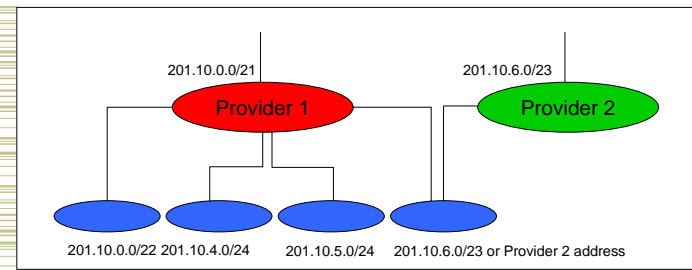 201.10.0.0/21
201.10.6.0/23
Provider 1
Provider 2
201.10.0.0/22 201.10.4.0/24 201.10.5.0/24 201.10.6.0/23 or Provider 2 address